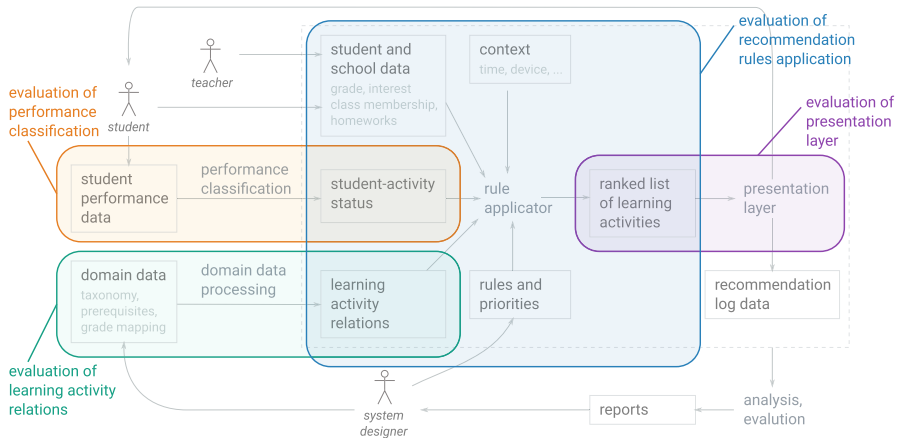 evaluation of
recommendation
rules application
student and
school data
grade, interest
class membership,
homeworks
context
time, device, ...
teacher
evaluation of
performance
classification
student
evaluation of
presentation
layer
student
performance
data
performance
classification
student-activity
status
rule
applicator
ranked list
of learning
activities
presentation
layer
domain data
taxonomy,
prerequisites,
grade mapping
domain data
processing
learning
activity
relations
rules and
priorities
recommendation
log data
evaluation of
learning activity
relations
system
designer
reports
analysis,
evalution